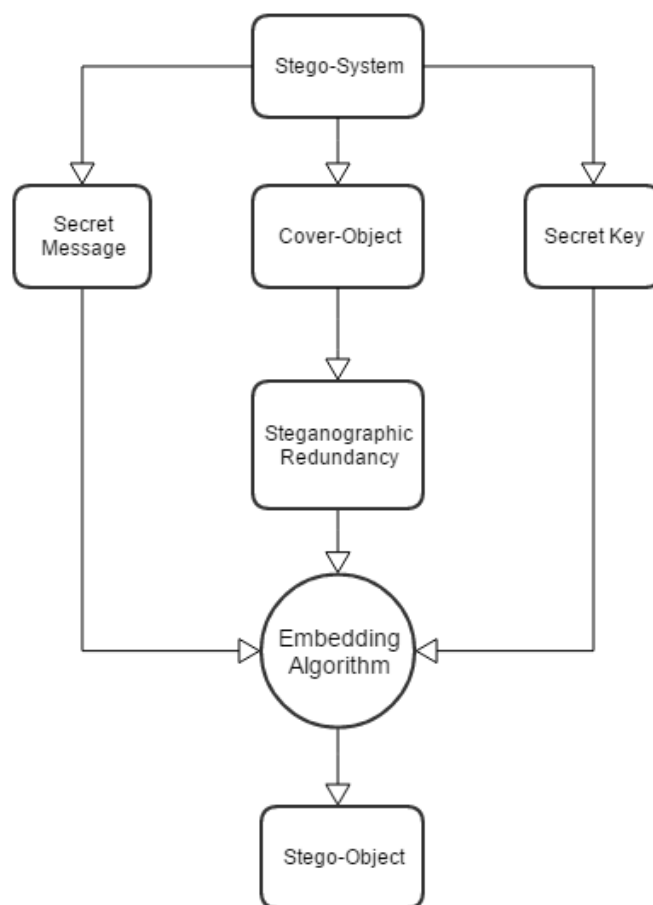 Stego-System
Secret
Message
Cover-Object
Secret Key
Steganographic
Redundancy
Embedding
Algorithm
Stego-Object